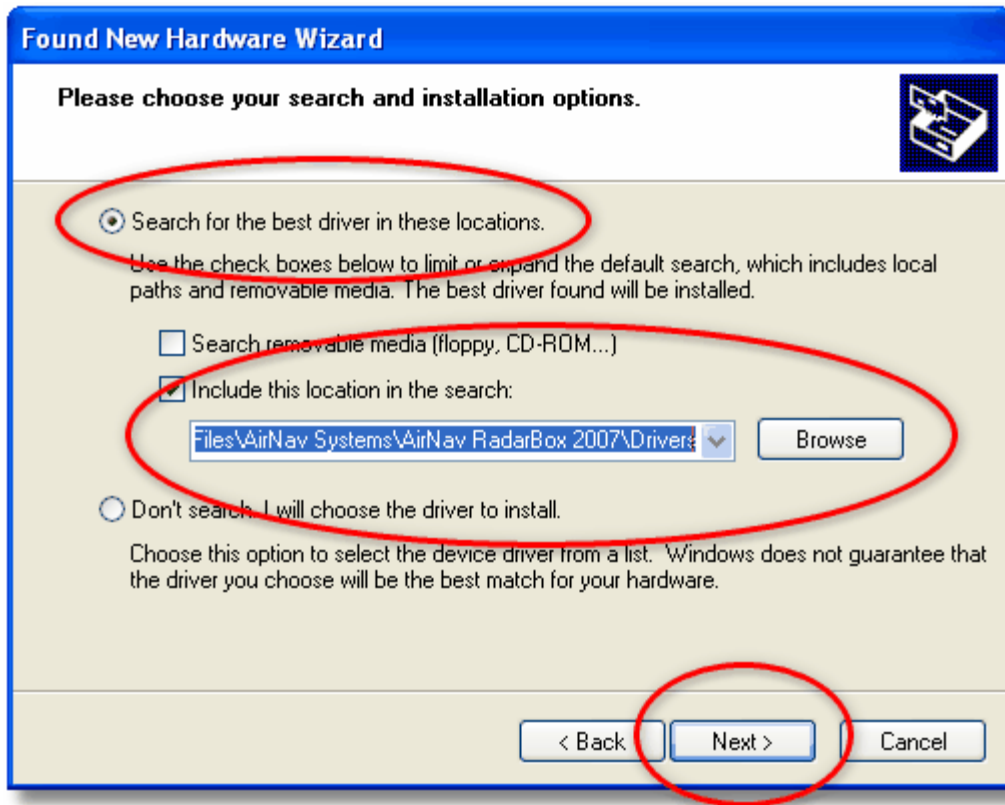 Found New Hardware Wizard
Please choose your search and installation options.
Search for the best driver in these locations.
Use the check boxes below to limit or expand the default search, which includes local
paths and removable media. The best driver found will be installed.
Search removable media (floppy, CD-ROM...)
Include this location in the search:
Files\AirNav Systems\AirNav RadarBox 2007\Drivers
Browse
Don't search. I will choose the driver to install.
Choose this option to select the device driver from a list. Windows does not guarantee that
the driver you choose will be the best match for your hardware.
< Back
Next >
Cancel